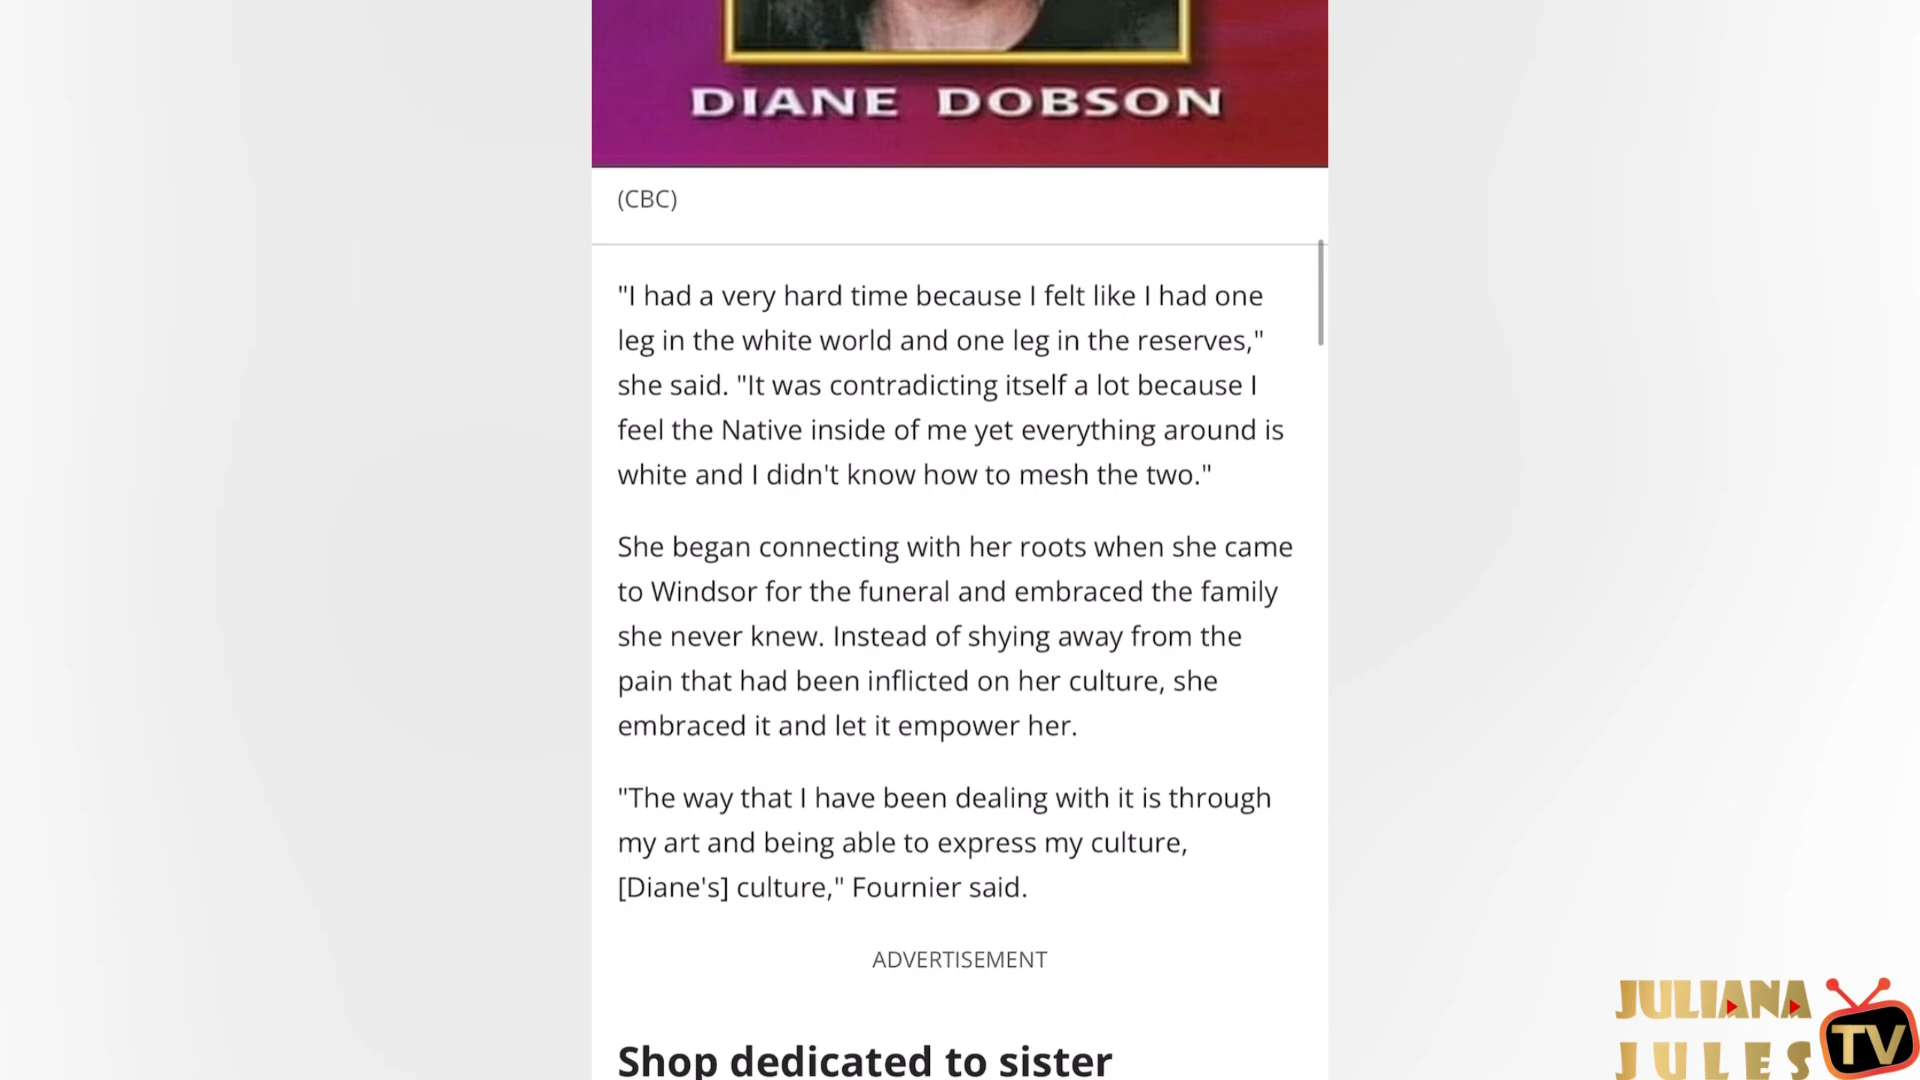 DIANE DOBSON
(CBC)
"I had a very hard time because I felt like I had one
leg in the white world and one leg in the reserves,"
she said. "It was contradicting itself a lot because I
feel the Native inside of me yet everything around is
white and I didn't know how to mesh the two."
She began connecting with her roots when she came
to Windsor for the funeral and embraced the family
she never knew. Instead of shying away from the
pain that had been inflicted on her culture, she
embraced it and let it empower her.
"The way that I have been dealing with it is through
my art and being able to express my culture,
[Diane's] culture," Fournier said.
ADVERTISEMENT
Shop dedicated to sister
JULIANA
JULES
TV